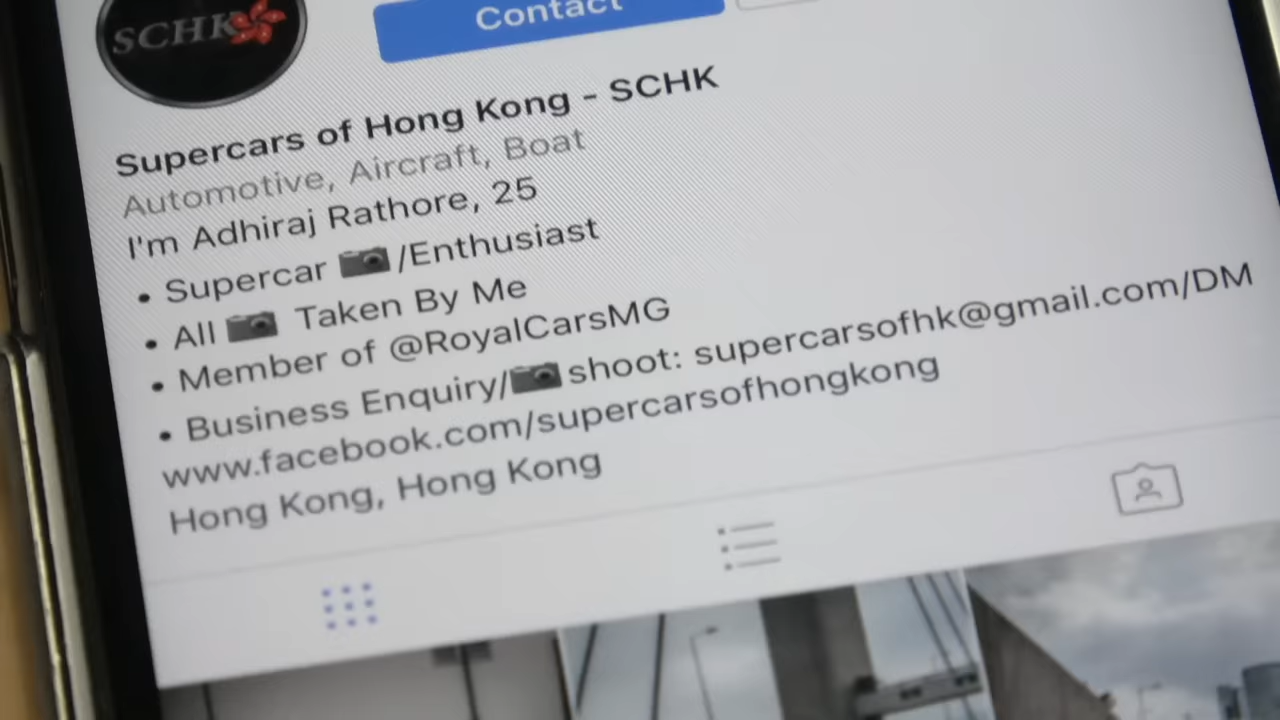 SCHK
Contact
Supercars of Hong Kong - SCHK
Automotive, Aircraft, Boat
I'm Adhiraj Rathore, 25
• Supercar 📷/Enthusiast
• All 📷 Taken By Me
• Member of @RoyalCarsMG
• Business Enquiry/📷shoot: supercarsofhk@gmail.com/DM
www.facebook.com/supercarsofhongkong
Hong Kong, Hong Kong